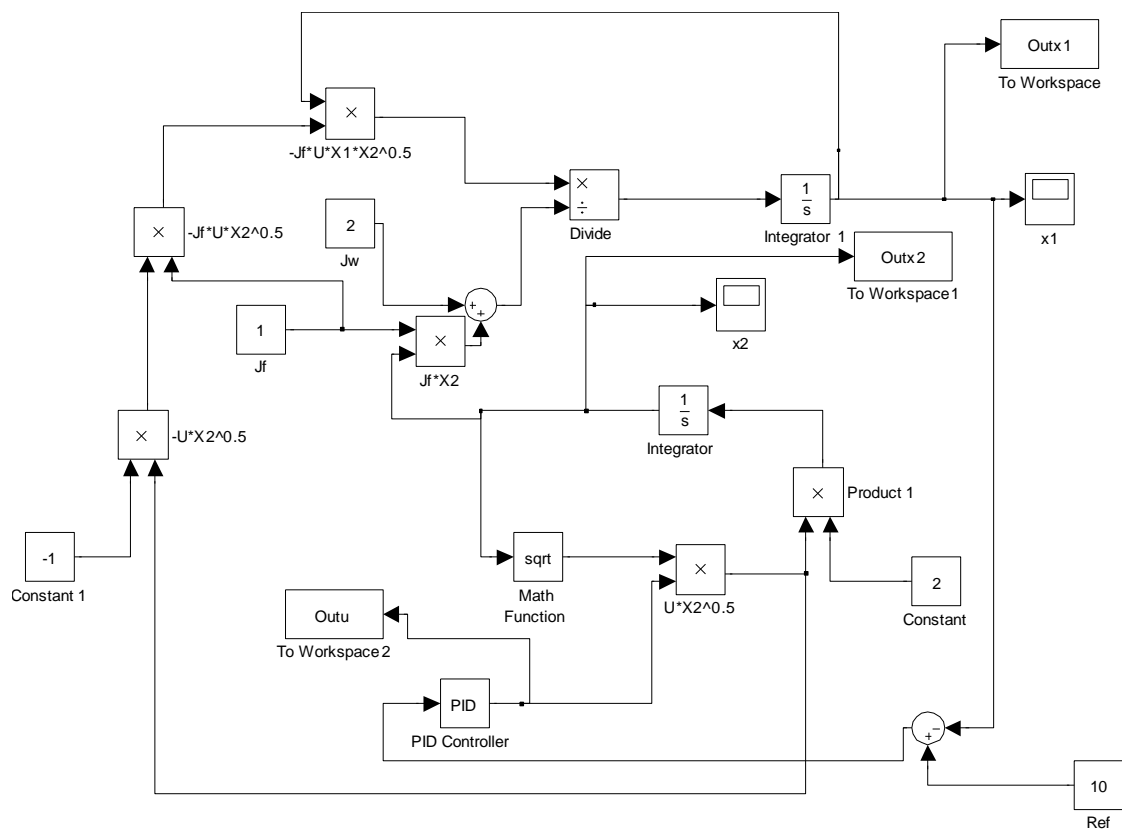 Outx1
To Workspace
×
-Jf*U*X1*X2^0.5
×
÷
Divide
1
s
Integrator 1
x1
×
-Jf*U*X2^0.5
2
Jw
Outx2
To Workspace1
+
+
x2
1
Jf
×
Jf*X2
1
s
Integrator
×
-U*X2^0.5
×
Product 1
-1
Constant 1
sqrt
Math
Function
×
U*X2^0.5
2
Constant
Outu
To Workspace2
PID
PID Controller
−
+
10
Ref